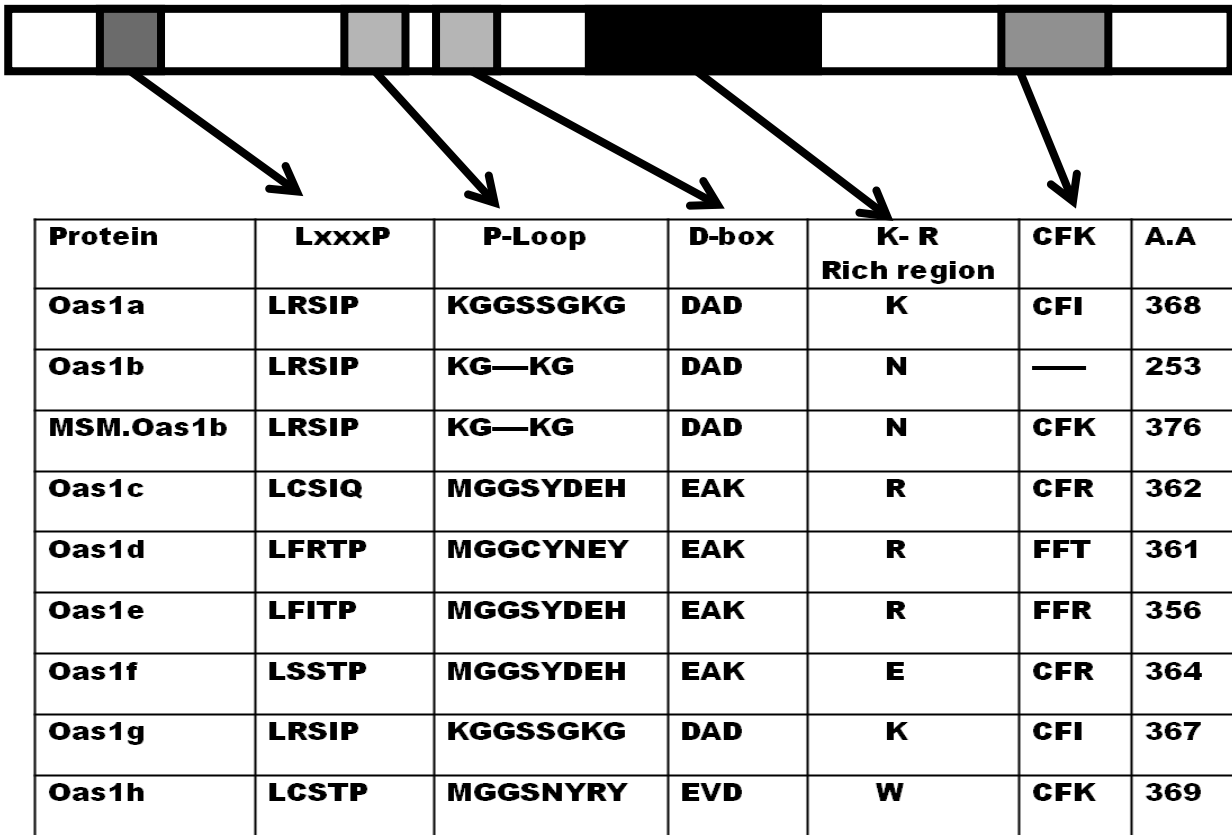 Protein LxxxP P-Loop D-box K- R CFK A.A
Rich region
Oas1a LRSIP KGGSSGKG DAD K CFI 368
Oas1b LRSIP KG—KG DAD N —– 253
MSM.Oas1b LRSIP KG—KG DAD N CFK 376
Oas1c LCSIQ MGGSYDEH EAK R CFR 362
Oas1d LFRTP MGGCYNEY EAK R FFT 361
Oas1e LFITP MGGSYDEH EAK R FFR 356
Oas1f LSSTP MGGSYDEH EAK E CFR 364
Oas1g LRSIP KGGSSGKG DAD K CFI 367
Oas1h LCSTP MGGSNYRY EVD W CFK 369